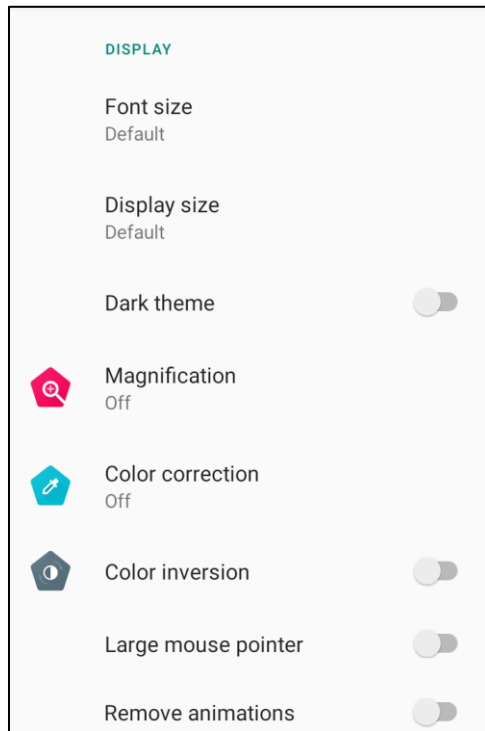 DISPLAY
Font size
Default
Display size
Default
Dark theme
Magnification
Off
Color correction
Off
Color inversion
Large mouse pointer
Remove animations